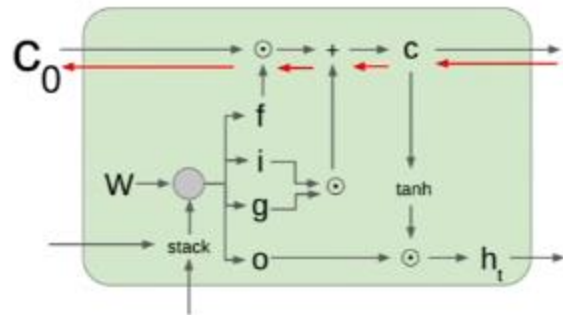 C₀ ⊙ + c
f
i
W ⊙ tanh
g
stack
o ⊙ hₜ